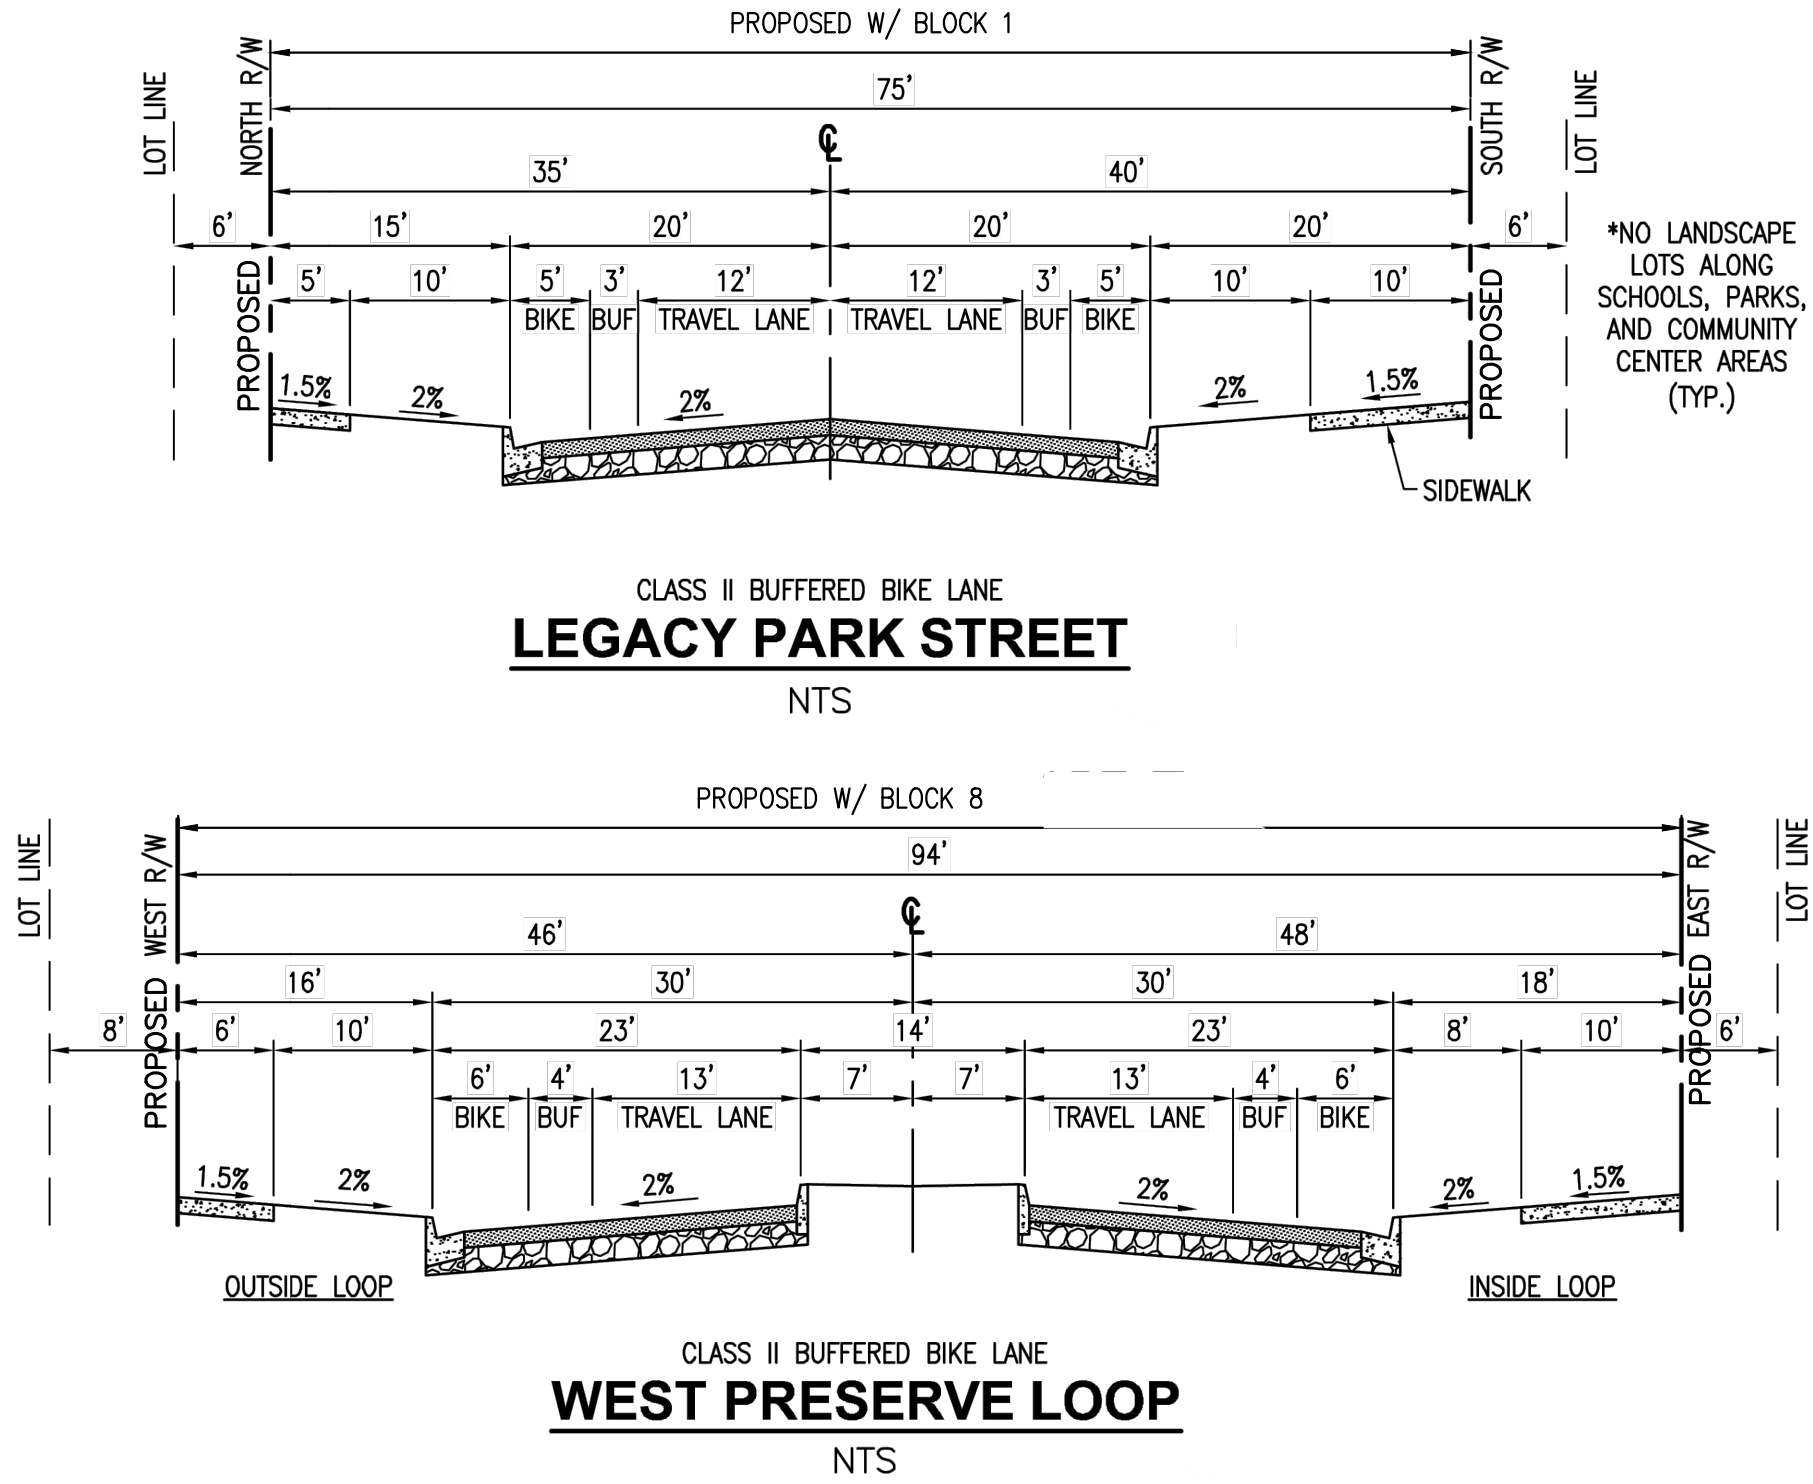 PROPOSED W/ BLOCK 1
75'
LOT LINE
NORTH R/W
PROPOSED
℄
SOUTH R/W
PROPOSED
LOT LINE
35'
40'
6'
15'
20'
20'
20'
6'
5'
10'
5'
3'
12'
12'
3'
5'
10'
10'
BIKE
BUF
TRAVEL LANE
TRAVEL LANE
BUF
BIKE
*NO LANDSCAPE
LOTS ALONG
SCHOOLS, PARKS,
AND COMMUNITY
CENTER AREAS
(TYP.)
1.5%
2%
2%
2%
1.5%
SIDEWALK
CLASS II BUFFERED BIKE LANE
LEGACY PARK STREET
NTS
PROPOSED W/ BLOCK 8
94'
LOT LINE
PROPOSED WEST R/W
℄
PROPOSED EAST R/W
LOT LINE
46'
48'
16'
30'
30'
18'
8'
6'
10'
23'
14'
23'
8'
10'
6'
6'
4'
13'
7'
7'
13'
4'
6'
BIKE
BUF
TRAVEL LANE
TRAVEL LANE
BUF
BIKE
1.5%
2%
2%
2%
2%
1.5%
OUTSIDE LOOP
INSIDE LOOP
CLASS II BUFFERED BIKE LANE
WEST PRESERVE LOOP
NTS